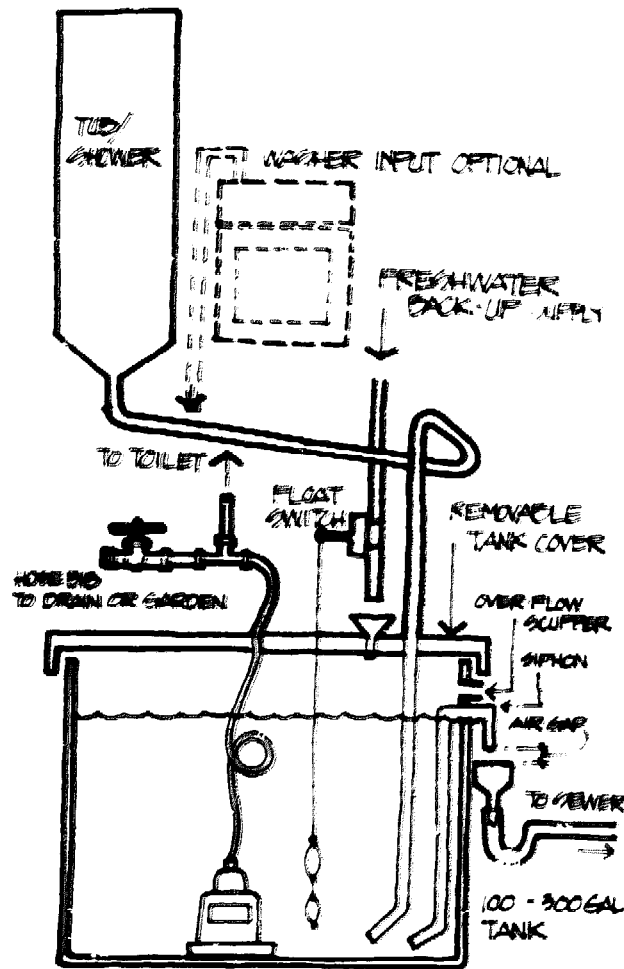 TUB/
SHOWER
WASHER INPUT OPTIONAL
FRESHWATER
BACK-UP SUPPLY
TO TOILET
FLOAT
SWITCH
REMOVABLE
TANK COVER
HOSE BIB
TO DRAIN OR GARDEN
OVERFLOW
SCUPPER
SIPHON
AIR GAP
TO SEWER
100 - 300 GAL
TANK